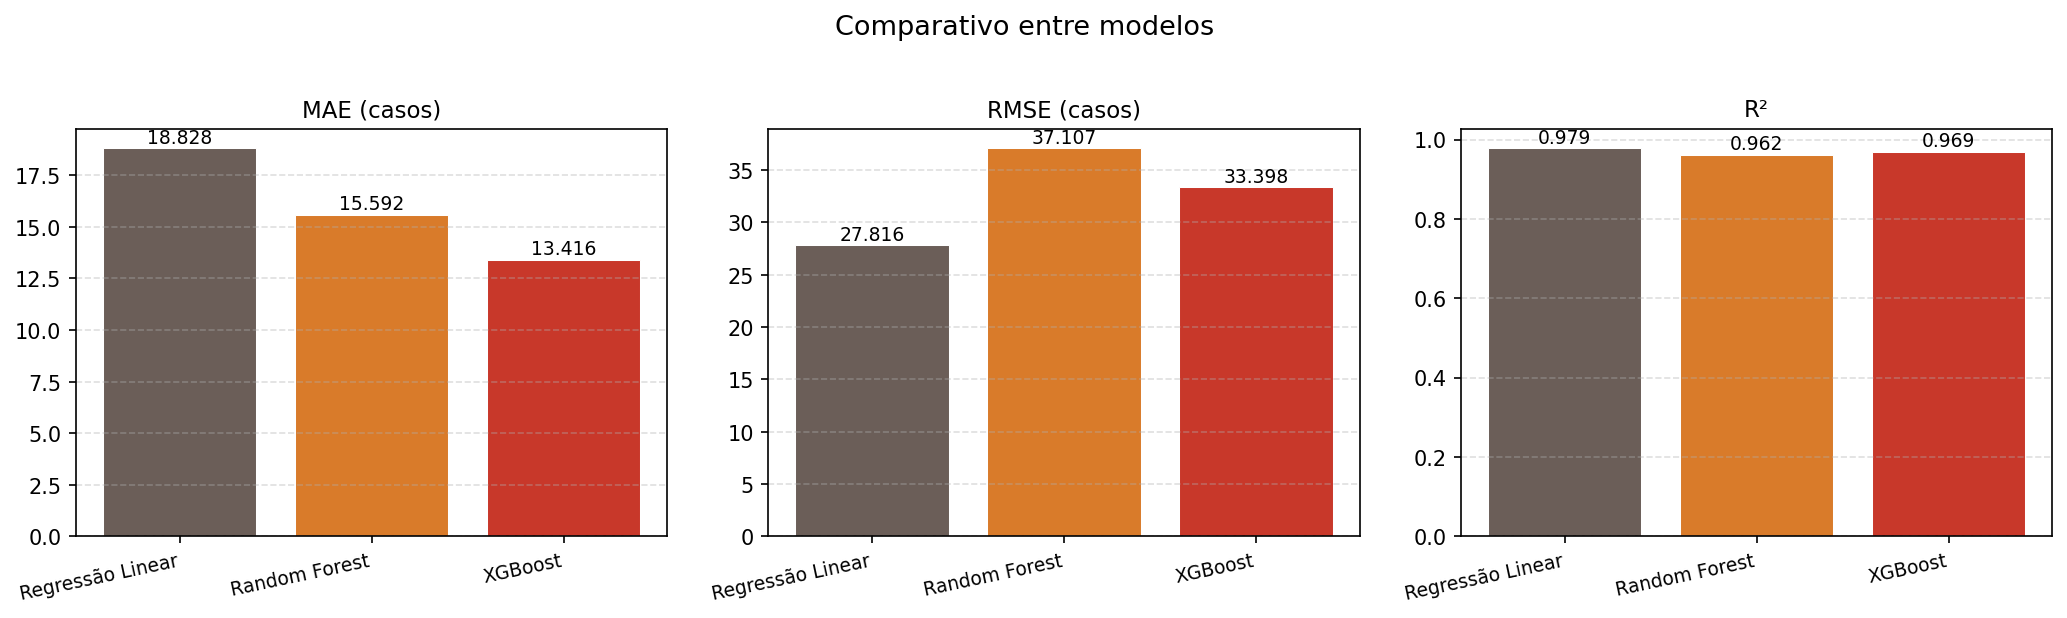 Comparativo entre modelos
MAE (casos)
18.828
15.592
13.416
17.5
15.0
12.5
10.0
7.5
5.0
2.5
0.0
Regressão Linear
Random Forest
XGBoost
RMSE (casos)
27.816
37.107
33.398
35
30
25
20
15
10
5
0
Regressão Linear
Random Forest
XGBoost
R²
0.979
0.962
0.969
1.0
0.8
0.6
0.4
0.2
0.0
Regressão Linear
Random Forest
XGBoost